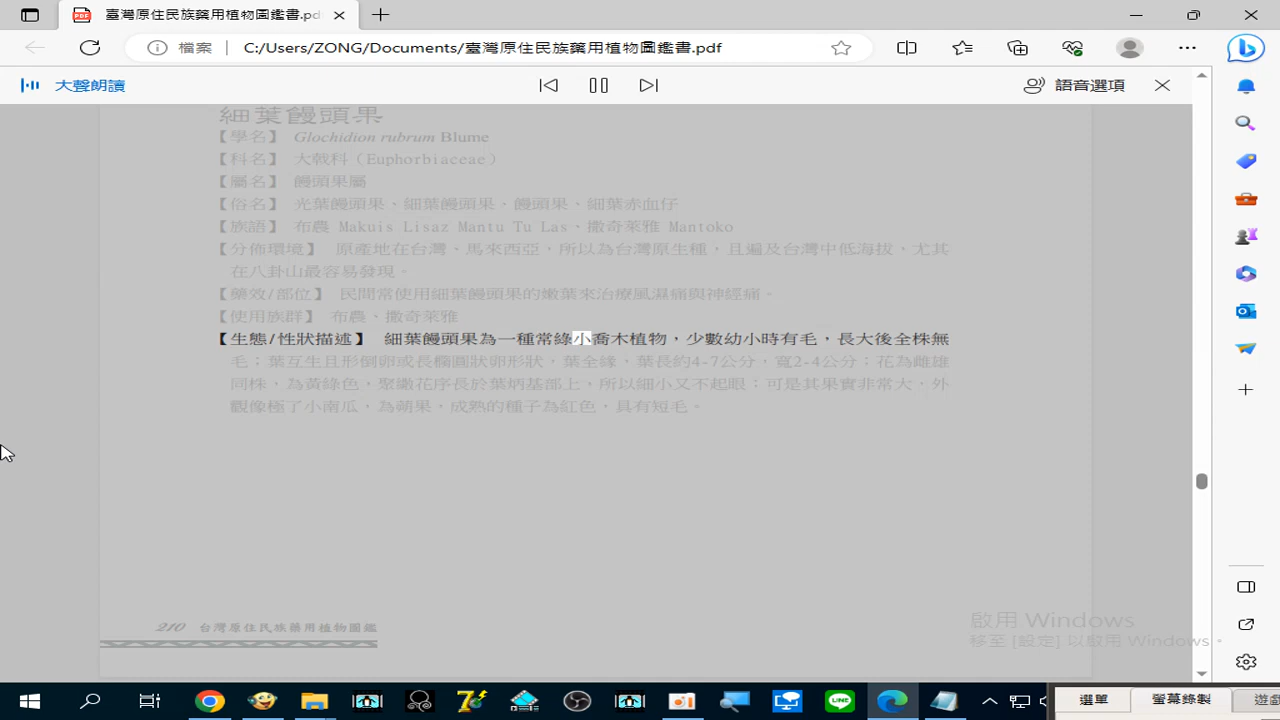 臺灣原住民族藥用植物圖鑑書.pd
檔案
C:/Users/ZONG/Documents/臺灣原住民族藥用植物圖鑑書.pdf
大聲朗讀
語音選項
細葉饅頭果
【學名】 Glochidion rubrum Blume
【科名】 大戟科（Euphorbiaceae）
【屬名】 饅頭果屬
【俗名】 光葉饅頭果、細葉饅頭果、饅頭果、細葉赤血仔
【族語】 布農 Makuis Lisaz Mantu Tu Las、撒奇萊雅 Mantoko
【分佈環境】 原產地在台灣、馬來西亞、所以為台灣原生種，且遍及台灣中低海拔、尤其
在八卦山最容易發現。
【藥效/部位】 民間常使用細葉饅頭果的嫩葉來治療風濕痛與神經痛。
【使用族群】 布農、撒奇萊雅
【生態/性狀描述】 細葉饅頭果為一種常綠小喬木植物，少數幼小時有毛，長大後全株無
毛；葉互生且形倒卵或長橢圓狀卵形狀，葉全緣，葉長約4-7公分，寬2-4公分；花為雌雄
同株，為黃綠色，聚繖花序長於葉炳基部上，所以細小又不起眼；可是其果實非常大，外
觀像極了小南瓜，為蒴果，成熟的種子為紅色，具有短毛。
210 台灣原住民族藥用植物圖鑑
啟用 Windows
移至 [設定] 以啟用 Windows。
選單
螢幕錄製
遊戲